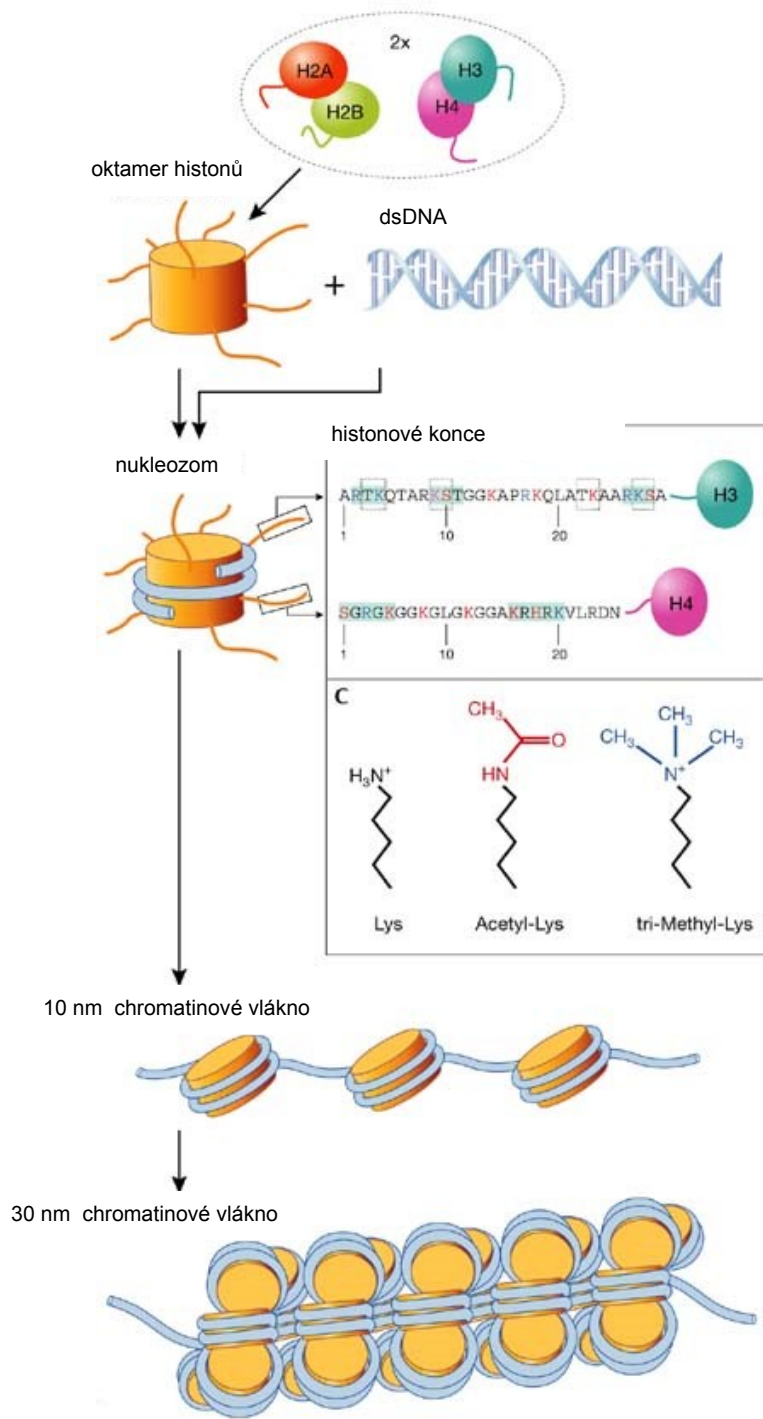 2x
H2A
H3
H2B
H4
oktamer histonů
dsDNA
+
histonové konce
nukleozom
ARTKQTARKSTGGKAPRKQLATKAARKSA
H3
1 10 20
SGRGKGGKGLGKGGAKRHRKVLRDN
H4
1 10 20
C
CH₃
O
HN
H₃N⁺
CH₃
CH₃
CH₃
N⁺
Lys
Acetyl-Lys
tri-Methyl-Lys
10 nm chromatinové vlákno
30 nm chromatinové vlákno